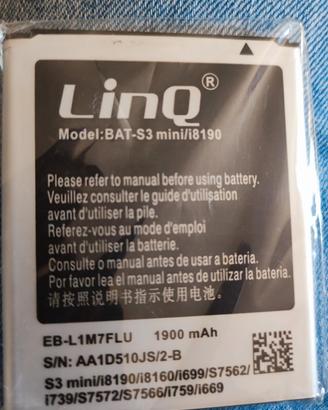 LinQ®
Model:BAT-S3 mini/i8190
Please refer to manual before using battery.
Veuillez consulter le guide d'utilisation
avant d'utiliser la pile.
Referez-vous au mode d'emploi
avant d'utiliser la batterie.
Consulte o manual antes de usar a bateria.
Por favor lea el manual antes de utilizar la bateria.
请按照说明书指示使用电池。
EB-L1M7FLU 1900 mAh
S/N: AA1D510JS/2-B
S3 mini/i8190/i8160/i699/S7562/
i739/S7572/S7566/i759/i669